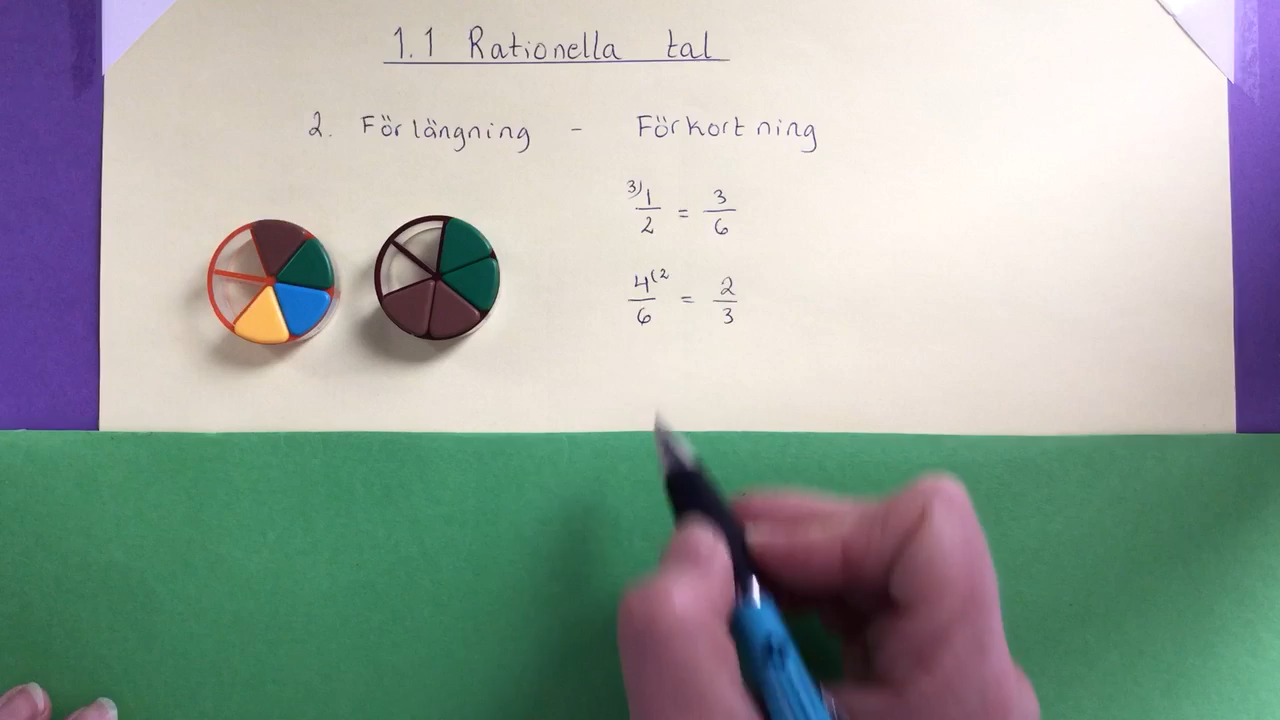 1.1 Rationella tal
2. Förlängning - Förkortning
3) 1/2 = 3/6
4/6 (2 = 2/3